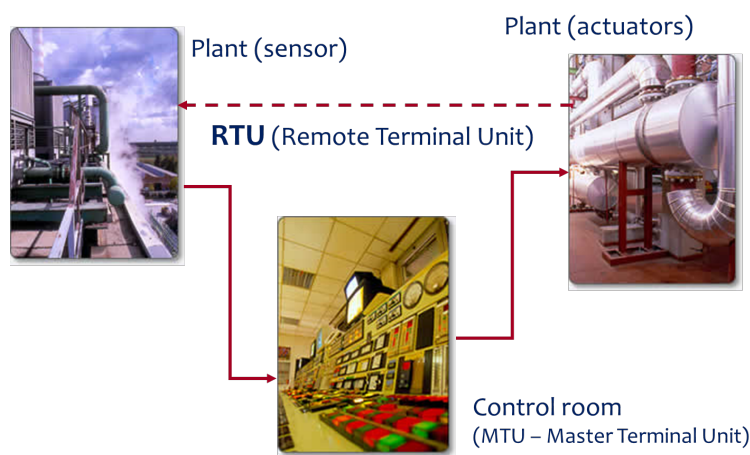 Plant (sensor)
Plant (actuators)
RTU (Remote Terminal Unit)
Control room
(MTU – Master Terminal Unit)